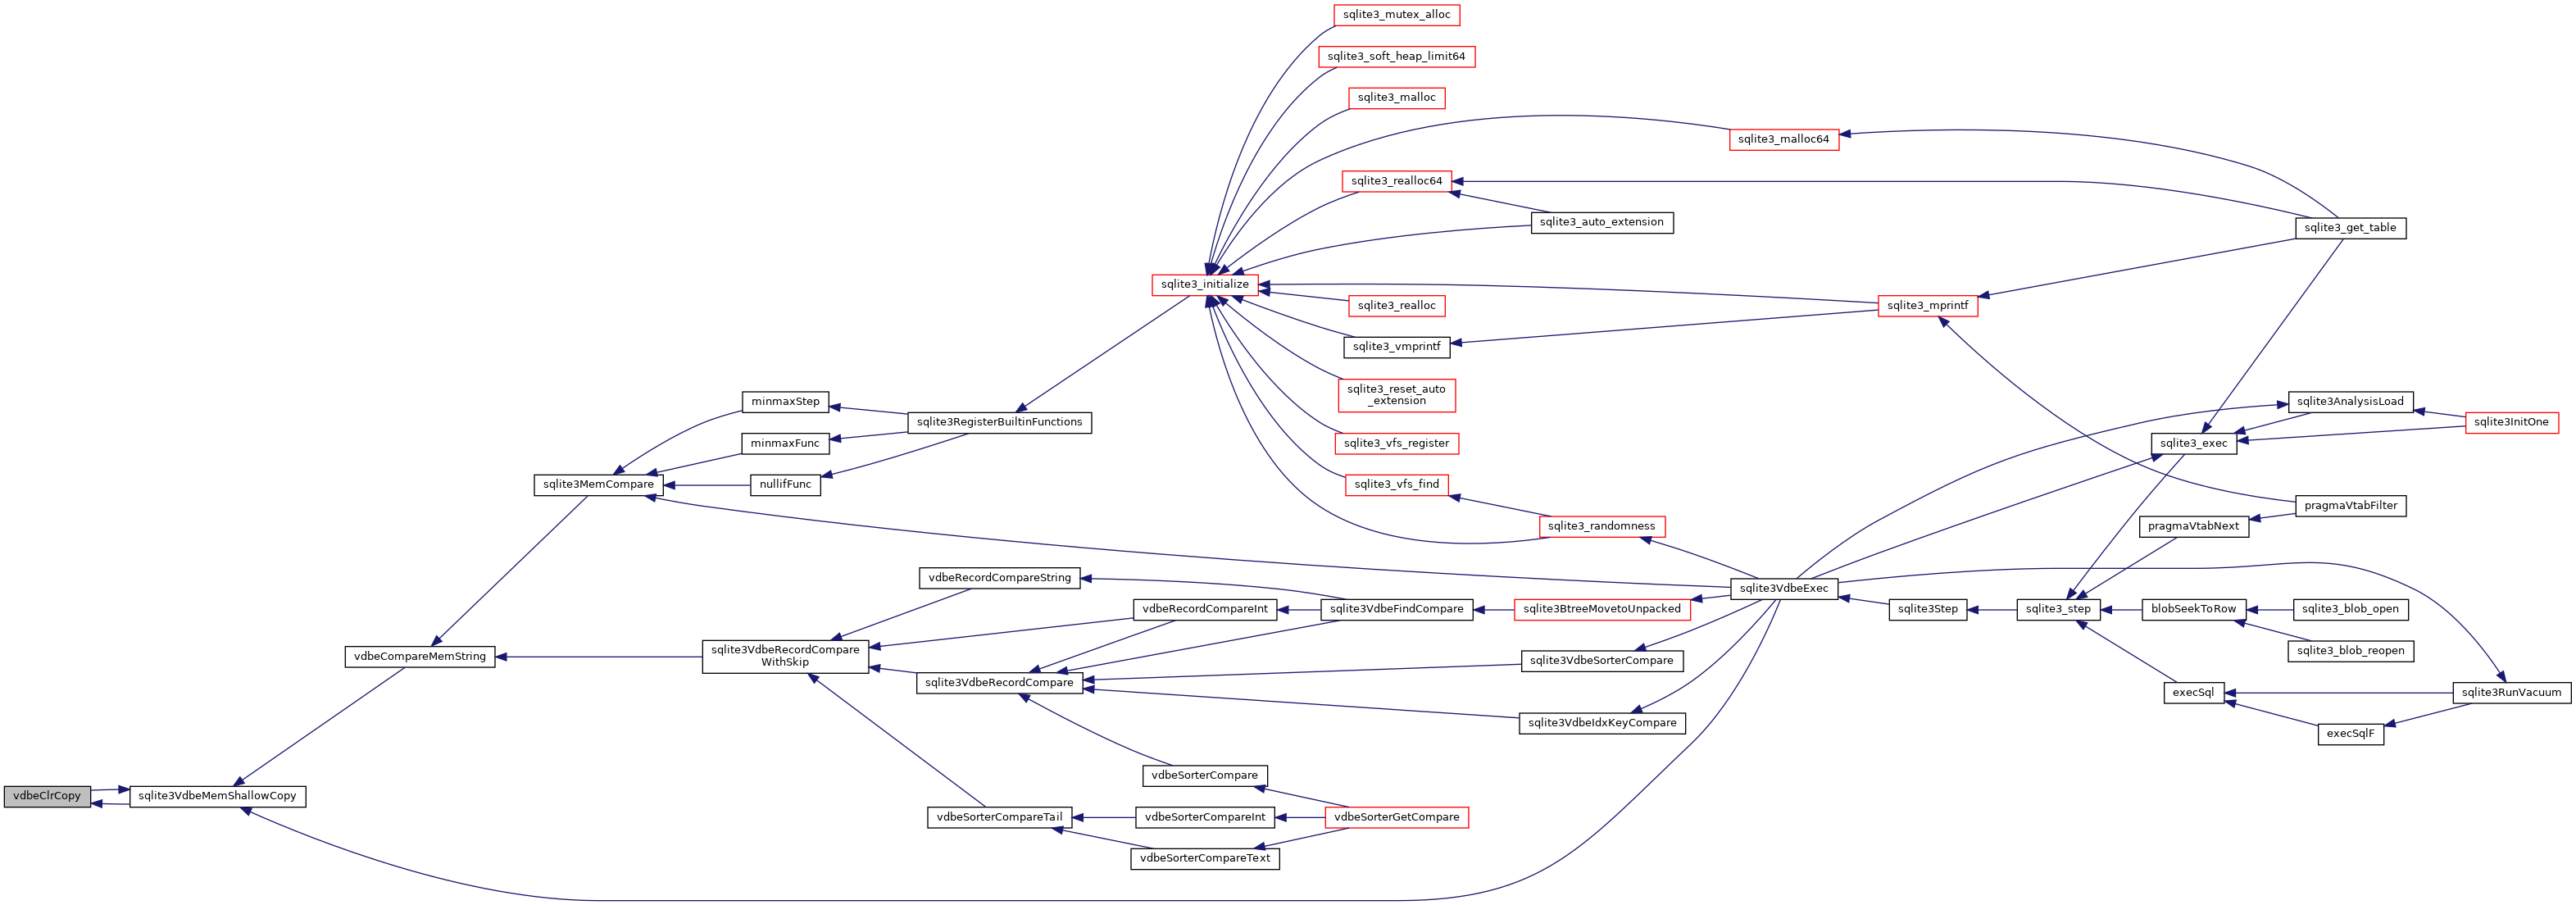 sqlite3_mutex_alloc
sqlite3_soft_heap_limit64
sqlite3_malloc
sqlite3_malloc64
sqlite3_realloc64
sqlite3_auto_extension
sqlite3_get_table
sqlite3_initialize
sqlite3_realloc
sqlite3_mprintf
sqlite3_vmprintf
sqlite3_reset_auto
_extension
sqlite3AnalysisLoad
minmaxStep
sqlite3RegisterBuiltinFunctions
sqlite3InitOne
minmaxFunc
sqlite3_vfs_register
sqlite3_exec
sqlite3MemCompare
nullifFunc
sqlite3_vfs_find
pragmaVtabFilter
sqlite3_randomness
pragmaVtabNext
vdbeRecordCompareString
sqlite3VdbeExec
vdbeRecordCompareInt
sqlite3VdbeFindCompare
sqlite3BtreeMovetoUnpacked
sqlite3Step
sqlite3_step
blobSeekToRow
sqlite3_blob_open
vdbeCompareMemString
sqlite3VdbeRecordCompare
WithSkip
sqlite3VdbeSorterCompare
sqlite3_blob_reopen
sqlite3VdbeRecordCompare
execSql
sqlite3RunVacuum
sqlite3VdbeIdxKeyCompare
execSqlF
vdbeSorterCompare
vdbeClrCopy
sqlite3VdbeMemShallowCopy
vdbeSorterCompareTail
vdbeSorterCompareInt
vdbeSorterGetCompare
vdbeSorterCompareText